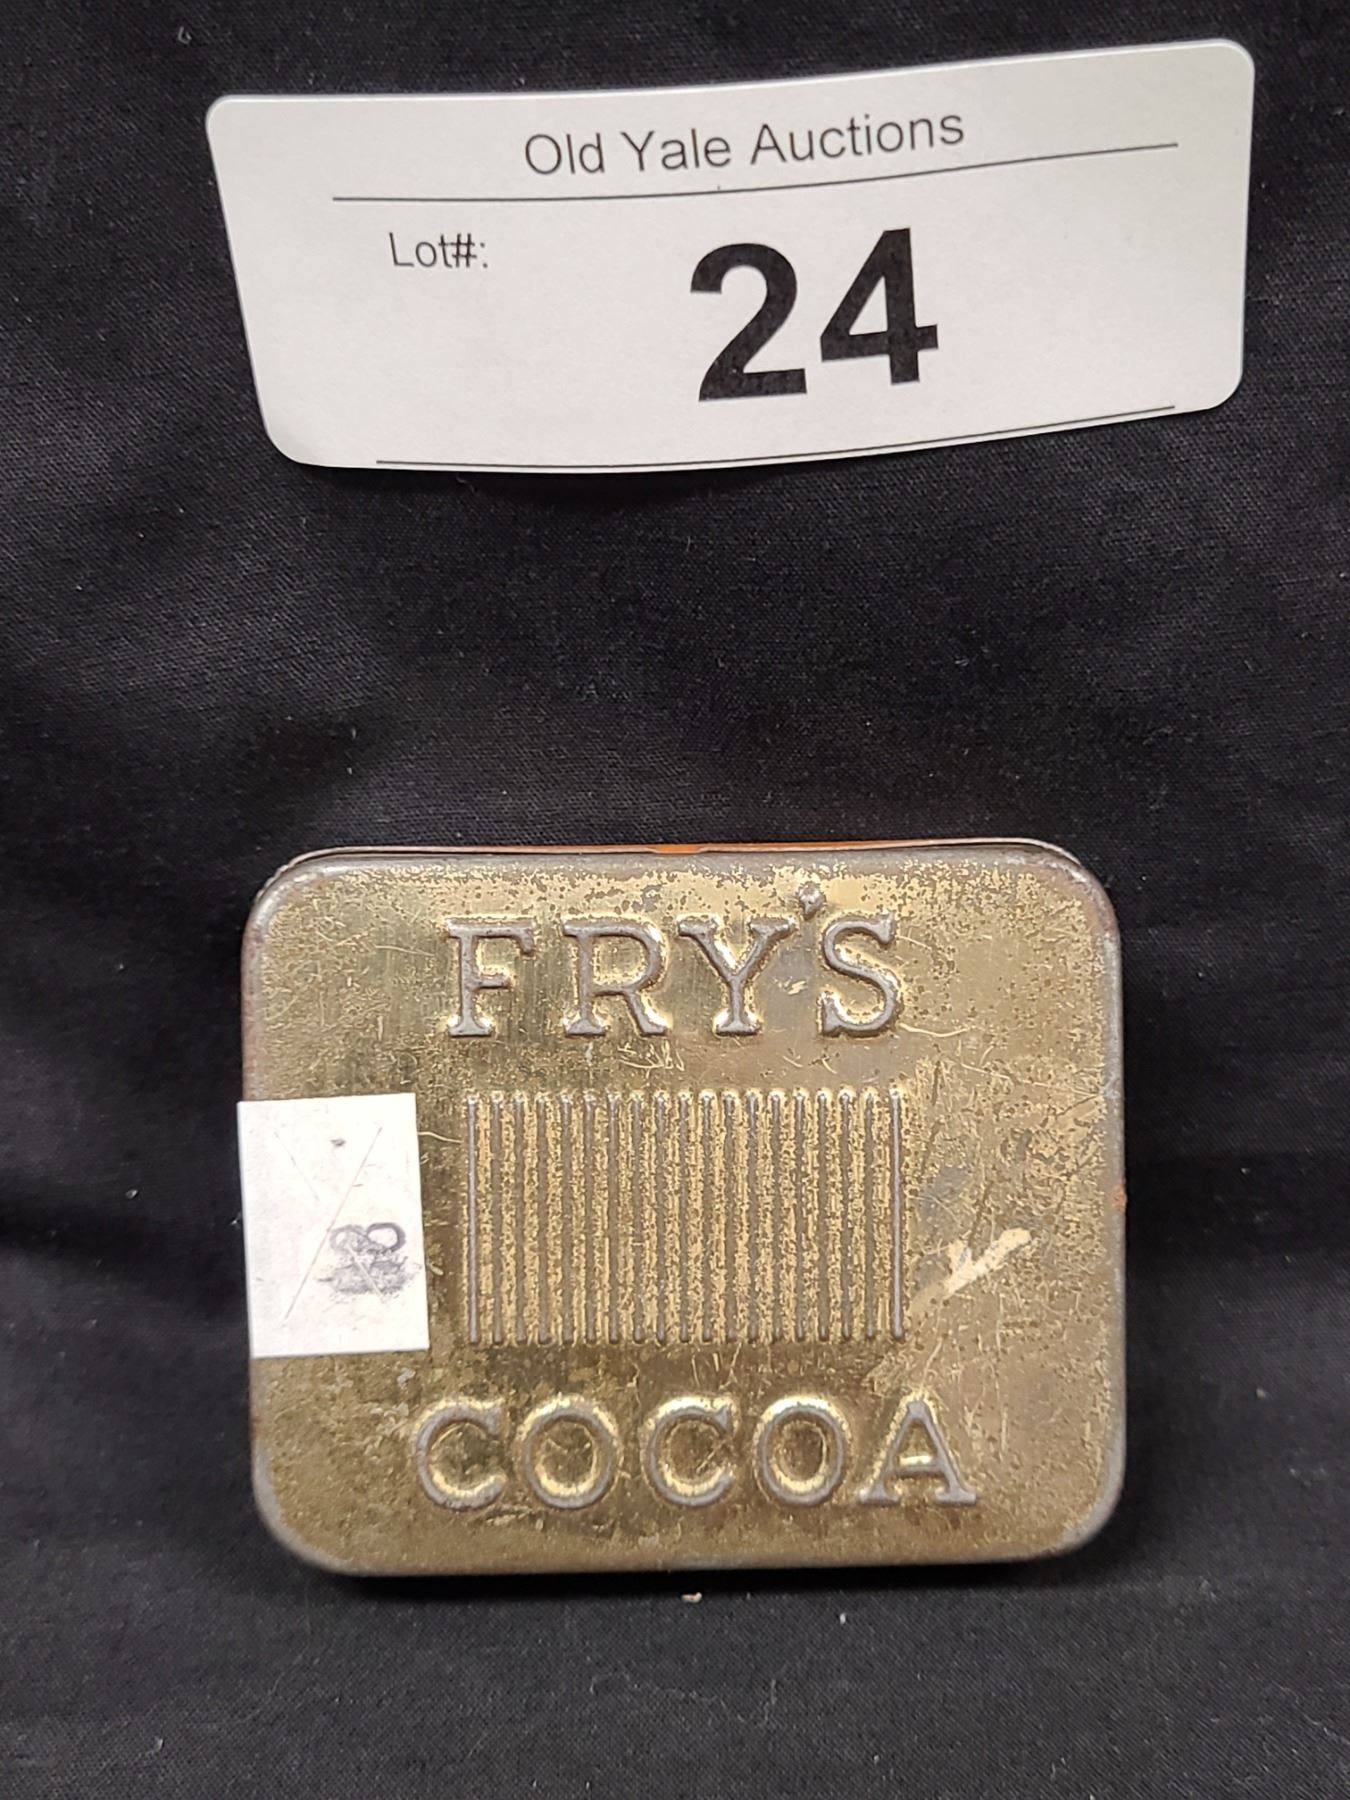 Old Yale Auctions
Lot#:
24
FRY'S
COCOA